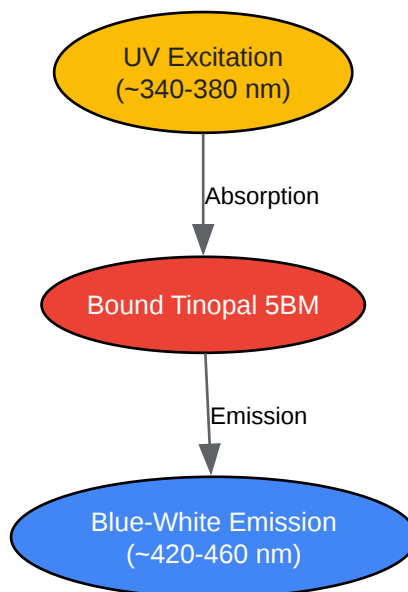 UV Excitation
(~340-380 nm)
Absorption
Bound Tinopal 5BM
Emission
Blue-White Emission
(~420-460 nm)